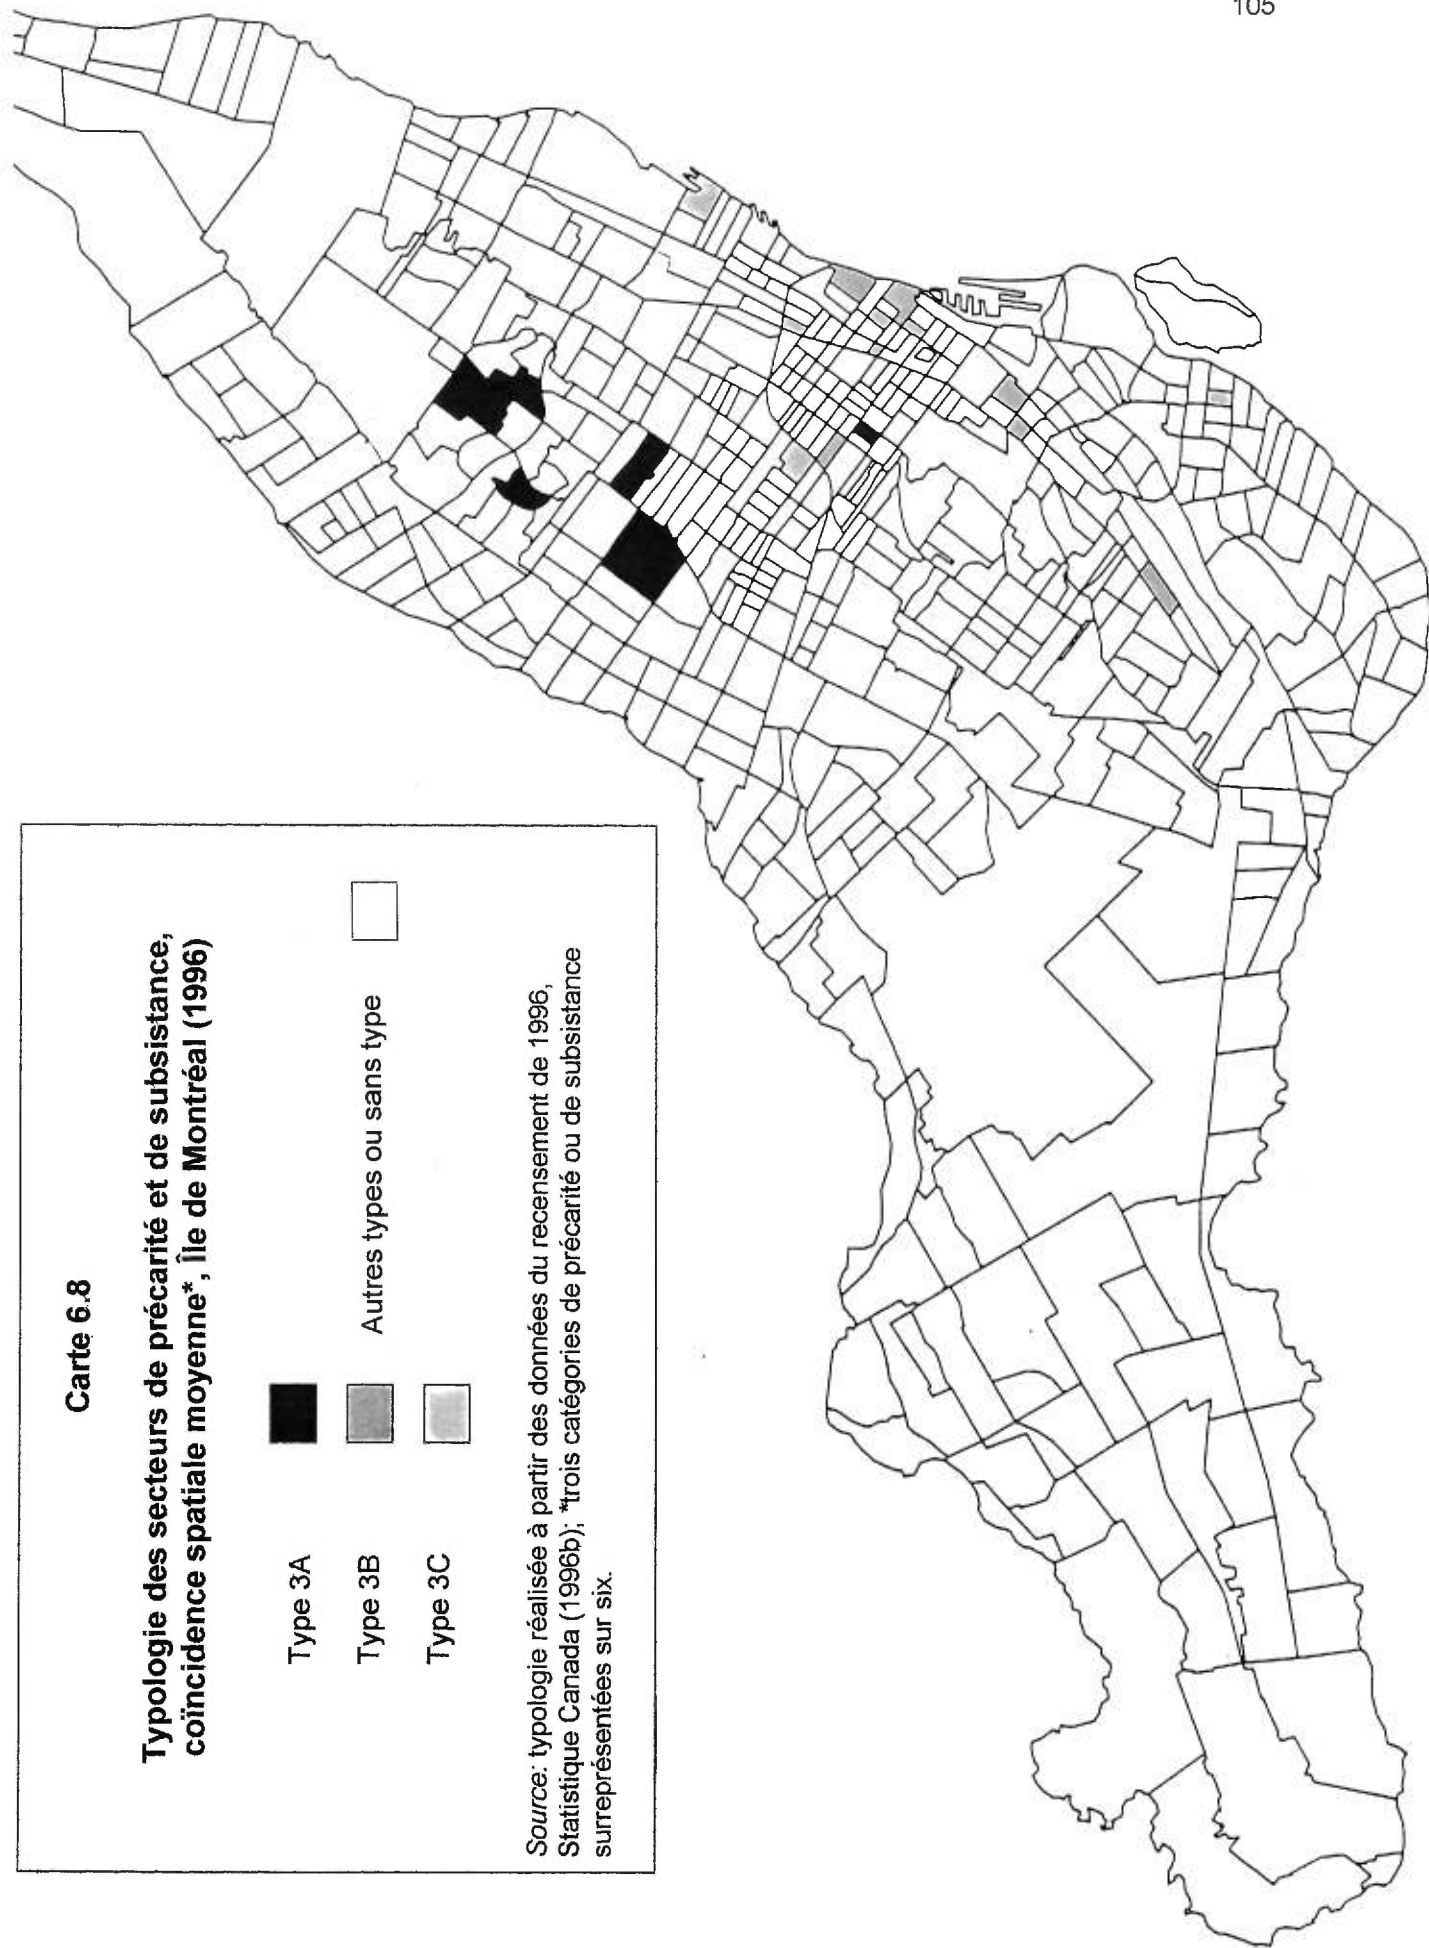 105
Carte 6.8
Typologie des secteurs de précarité et de subsistance,
coïncidence spatiale moyenne*, Île de Montréal (1996)
Type 3A
Type 3B
Autres types ou sans type
Type 3C
Source: typologie réalisée à partir des données du recensement de 1996,
Statistique Canada (1996b); *trois catégories de précarité ou de subsistance
surreprésentées sur six.